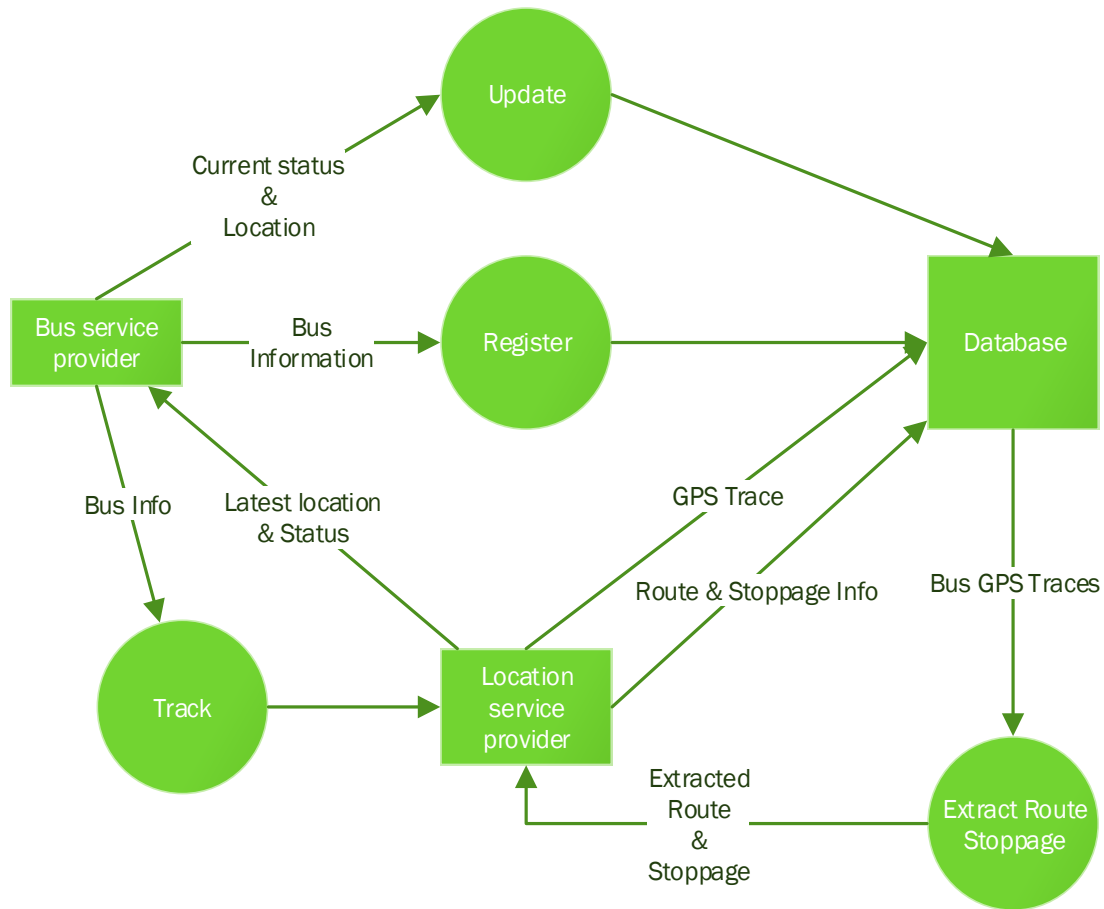 Update
Current status
&
Location
Bus service
provider
Bus
Information
Register
Database
Bus Info
Latest location
& Status
GPS Trace
Route & Stoppage Info
Bus GPS Traces
Track
Location
service
provider
Extracted
Route
&
Stoppage
Extract Route
Stoppage